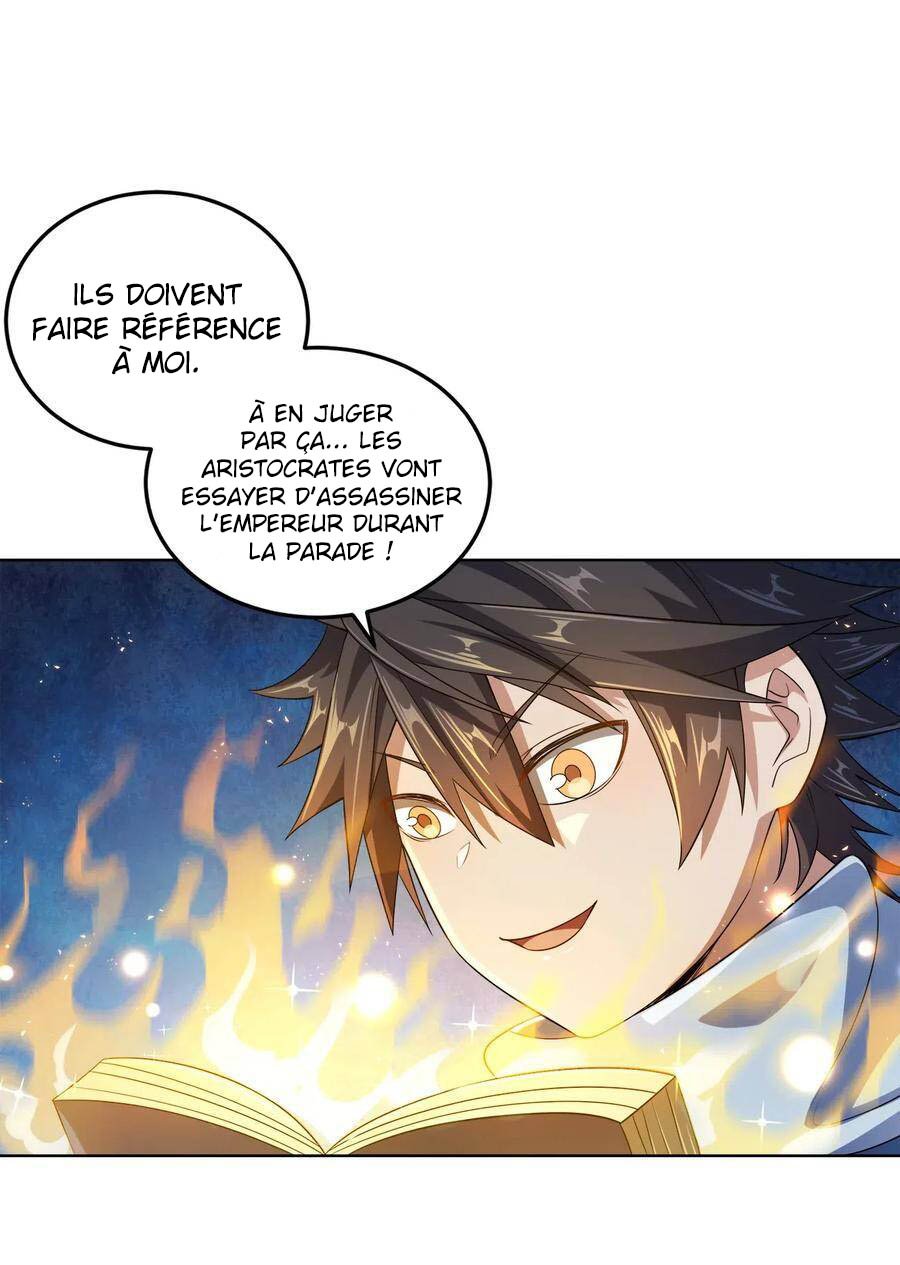 ILS DOIVENT
FAIRE RÉFÉRENCE
À MOI.
À EN JUGER
PAR ÇA... LES
ARISTOCRATES VONT
ESSAYER D'ASSASSINER
L'EMPEREUR DURANT
LA PARADE !